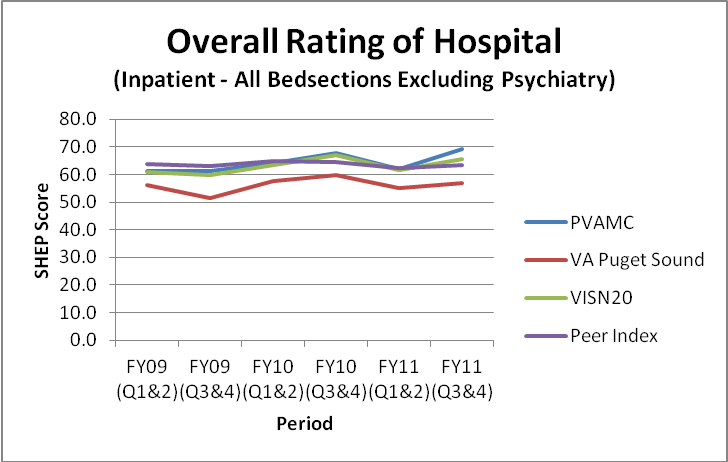 Overall Rating of Hospital
(Inpatient - All Bedsections Excluding Psychiatry)
80.0
70.0
60.0
50.0
40.0
30.0
20.0
10.0
0.0
SHEP Score
FY09 FY09 FY10 FY10 FY11 FY11
(Q1&2) (Q3&4) (Q1&2) (Q3&4) (Q1&2) (Q3&4)
Period
PVAMC
VA Puget Sound
VISN20
Peer Index